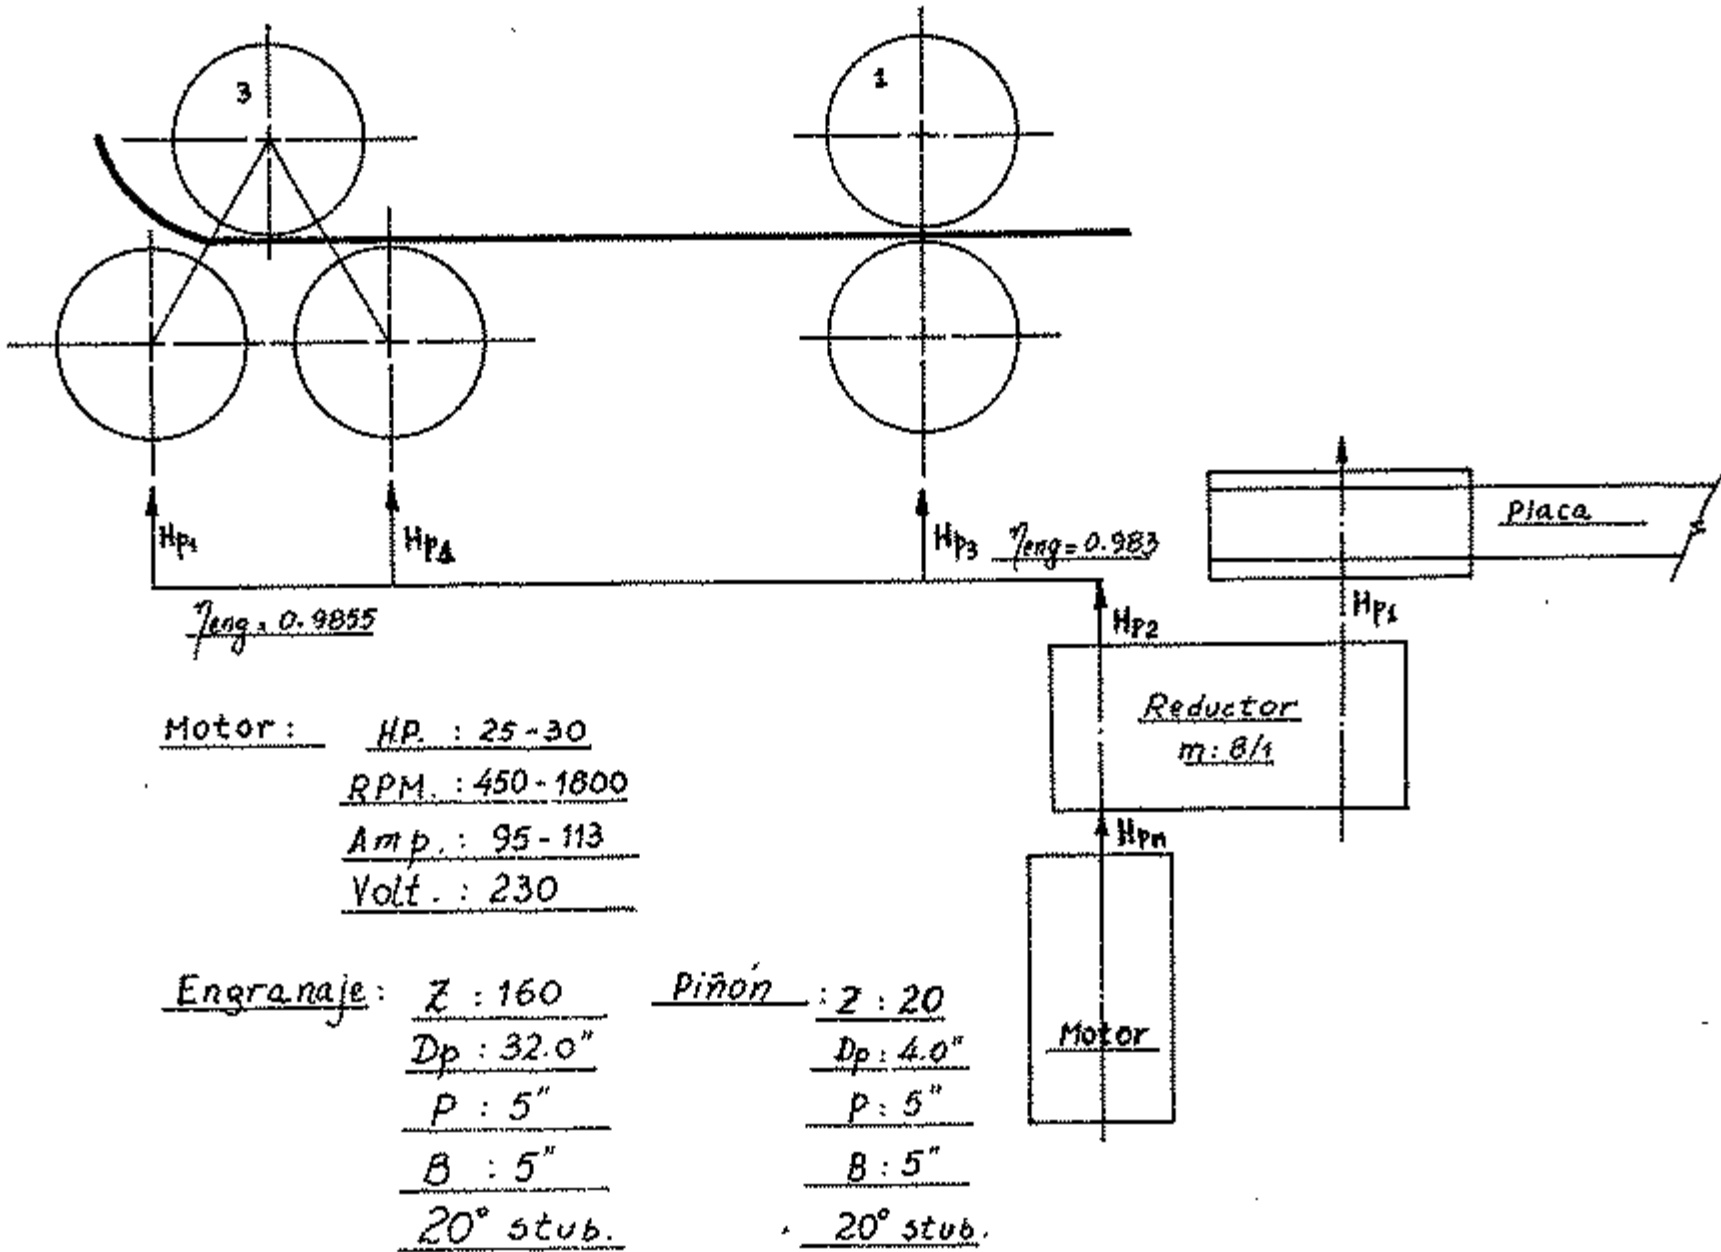 3
1
Hp1
Hp1
Hp3
ηeng=0.983
Placa
ηeng=0.9855
Hp2
Hp1
Reductor
m: 8/1
Hpm
Motor: HP. : 25-30
RPM. : 450-1800
Amp. : 95-113
Volt. : 230
Engranaje: Z : 160
Dp : 32.0"
P : 5"
B : 5"
20° stub.
Piñón : Z : 20
Dp : 4.0"
P : 5"
B : 5"
20° stub.
Motor